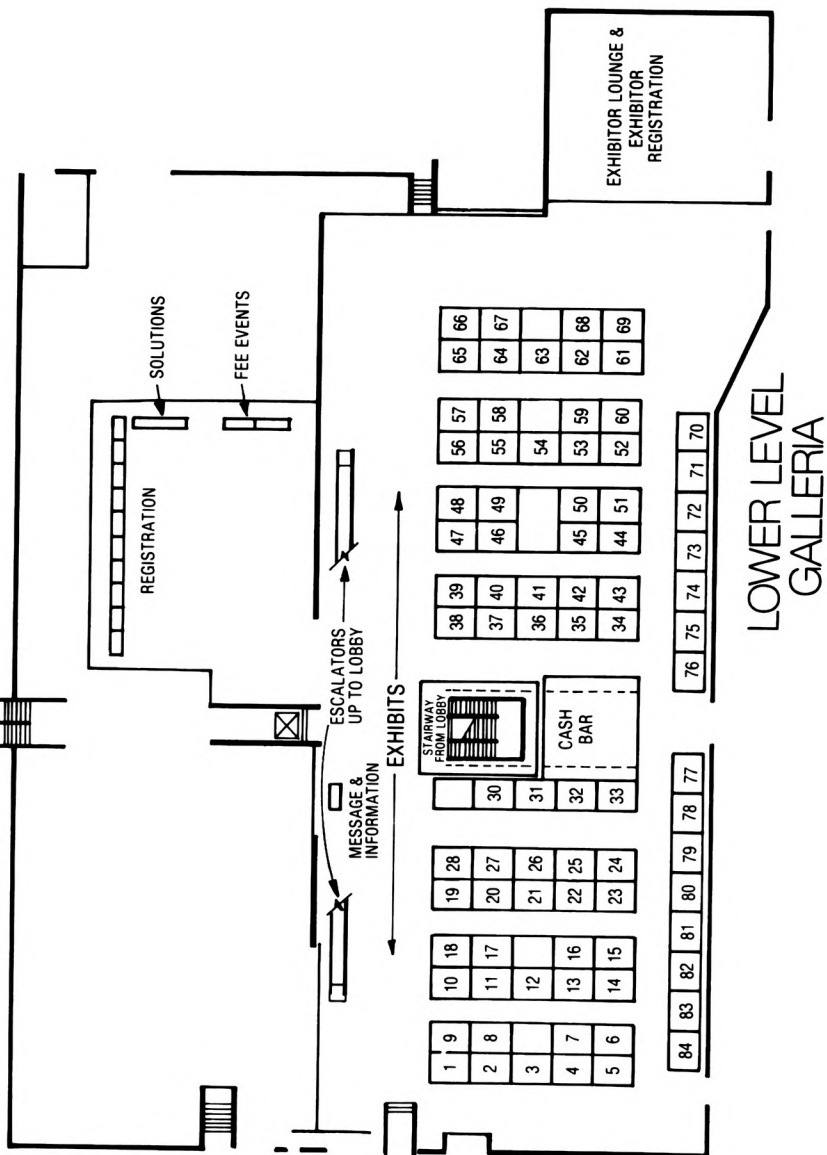 EXHIBITOR LOUNGE &
EXHIBITOR
REGISTRATION
SOLUTIONS
FEE EVENTS
REGISTRATION
ESCALATORS
UP TO LOBBY
MESSAGE &
INFORMATION
EXHIBITS
STAIRWAY
FROM LOBBY
CASH
BAR
66 67 68 69
65 64 63 62 61
57 58 59 60
56 55 54 53 52
48 49 50 51
47 46 45 44
39 40 41 42 43
38 37 36 35 34
30 31 32 33
28 27 26 25 24
19 20 21 22 23
18 17 16 15
10 11 12 13 14
9 8 7 6
1 2 3 4 5
70
71
72
73
74
75
76
77
78
79
80
81
82
83
84
LOWER LEVEL
GALLERIA